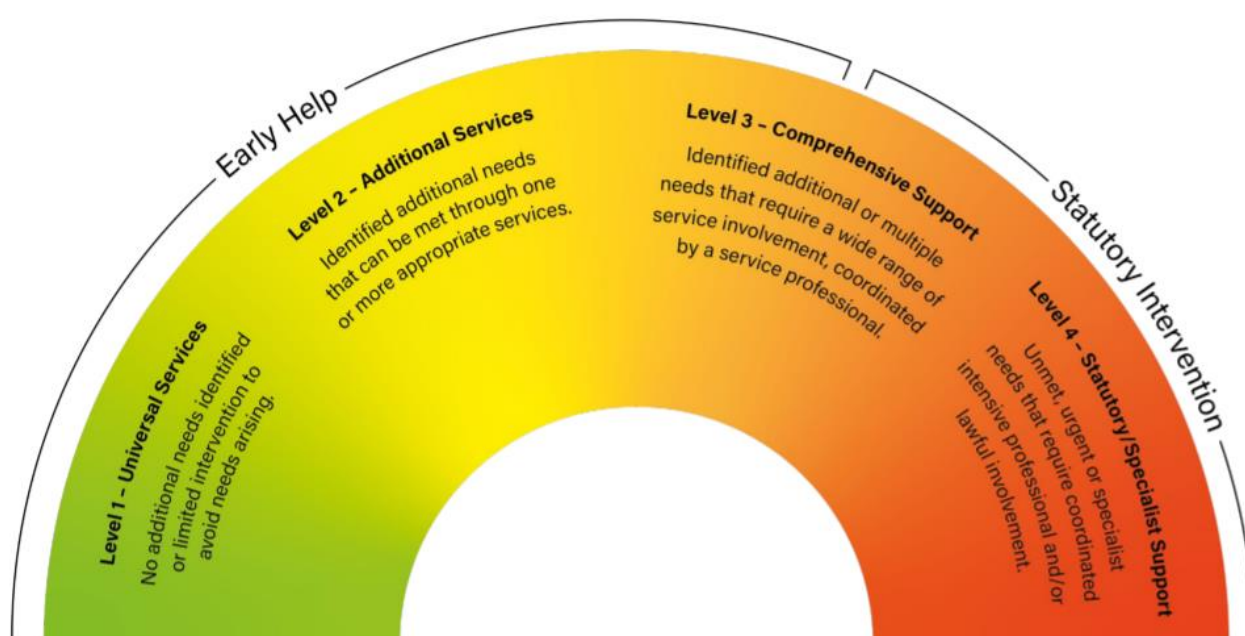 Early Help
Statutory Intervention
Level 1 – Universal Services
No additional needs identified
or limited intervention to
avoid needs arising.
Level 2 – Additional Services
Identified additional needs
that can be met through one
or more appropriate services.
Level 3 – Comprehensive Support
Identified additional or multiple
needs that require a wide range of
service involvement, coordinated
by a service professional.
Level 4 – Statutory/Specialist Support
Unmet, urgent or specialist
needs that require coordinated
intensive professional and/or
lawful involvement.